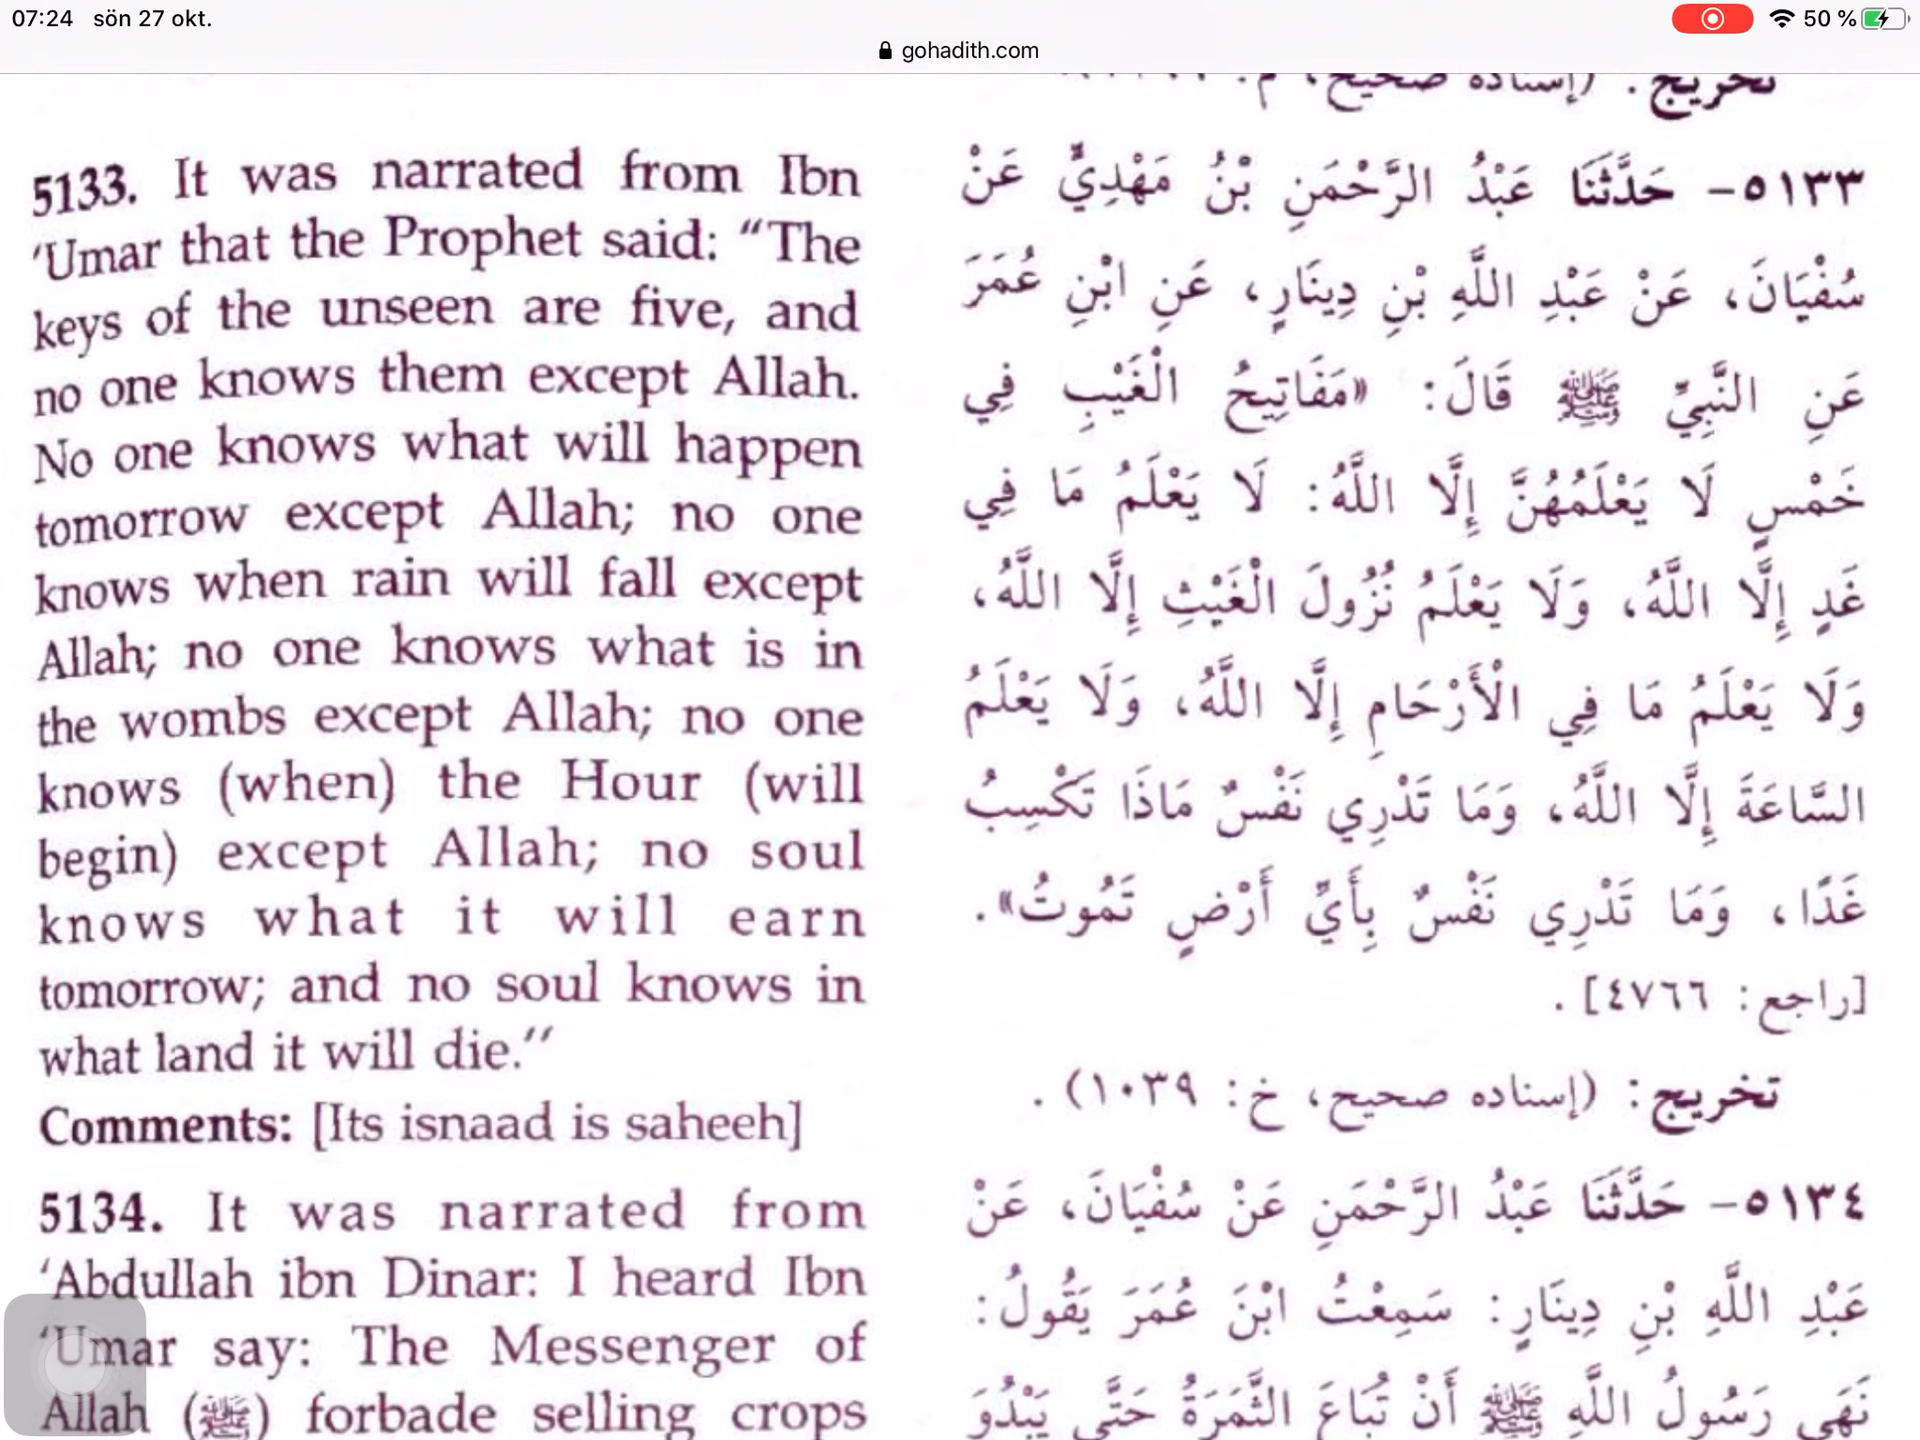 07:24 sön 27 okt.
50 %
gohadith.com
5133. It was narrated from Ibn
‘Umar that the Prophet said: “The
keys of the unseen are five, and
no one knows them except Allah.
No one knows what will happen
tomorrow except Allah; no one
knows when rain will fall except
Allah; no one knows what is in
the wombs except Allah; no one
knows (when) the Hour (will
begin) except Allah; no soul
knows what it will earn
tomorrow; and no soul knows in
what land it will die.”
Comments: [Its isnaad is saheeh]
5134. It was narrated from
‘Abdullah ibn Dinar: I heard Ibn
‘Umar say: The Messenger of
Allah (ﷺ) forbade selling crops
تخريج: (إسناده صحيح، م:
٥١٣٣- حَدَّثَنَا عَبْدُ الرَّحْمَنِ بْنُ مَهْدِيٍّ عَنْ
سُفْيَانَ، عَنْ عَبْدِ اللَّهِ بْنِ دِينَارٍ، عَنِ ابْنِ عُمَرَ
عَنِ النَّبِيِّ ﷺ قَالَ: «مَفَاتِيحُ الْغَيْبِ فِي
خَمْسٍ لَا يَعْلَمُهُنَّ إِلَّا اللَّهُ: لَا يَعْلَمُ مَا فِي
غَدٍ إِلَّا اللَّهُ، وَلَا يَعْلَمُ نُزُولَ الْغَيْثِ إِلَّا اللَّهُ،
وَلَا يَعْلَمُ مَا فِي الْأَرْحَامِ إِلَّا اللَّهُ، وَلَا يَعْلَمُ
السَّاعَةَ إِلَّا اللَّهُ، وَمَا تَدْرِي نَفْسٌ مَاذَا تَكْسِبُ
غَدًا، وَمَا تَدْرِي نَفْسٌ بِأَيِّ أَرْضٍ تَمُوتُ».
[راجع: ٤٧٦٦].
تخريج: (إسناده صحيح، خ: ١٠٣٩).
٥١٣٤- حَدَّثَنَا عَبْدُ الرَّحْمَنِ عَنْ سُفْيَانَ، عَنْ
عَبْدِ اللَّهِ بْنِ دِينَارٍ: سَمِعْتُ ابْنَ عُمَرَ يَقُولُ:
نَهَى رَسُولُ اللَّهِ ﷺ أَنْ تُبَاعَ الثَّمَرَةُ حَتَّى يَبْدُوَ